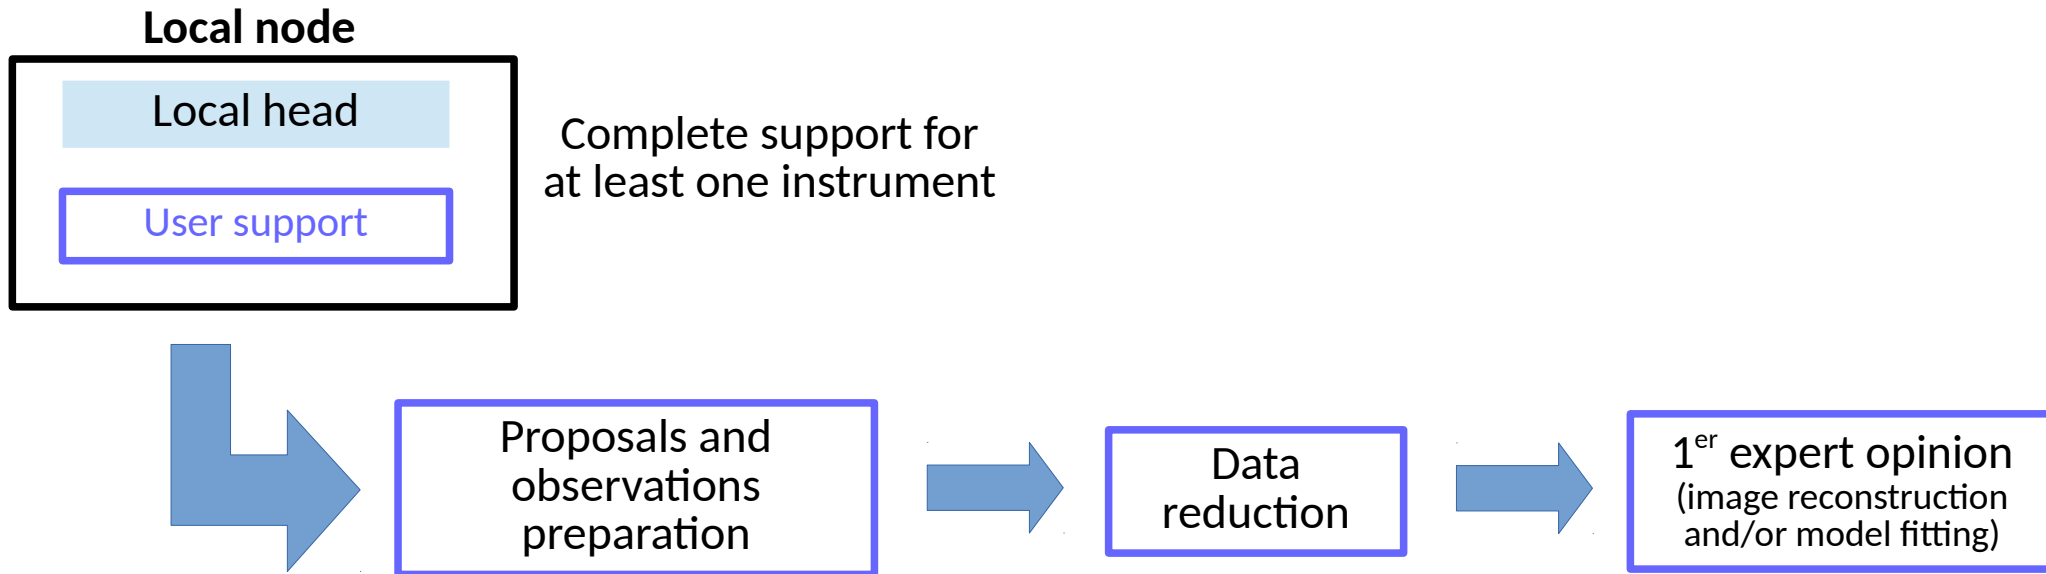 Local node
Local head
User support
Complete support for
at least one instrument
Proposals and
observations
preparation
Data
reduction
1er expert opinion
(image reconstruction
and/or model fitting)